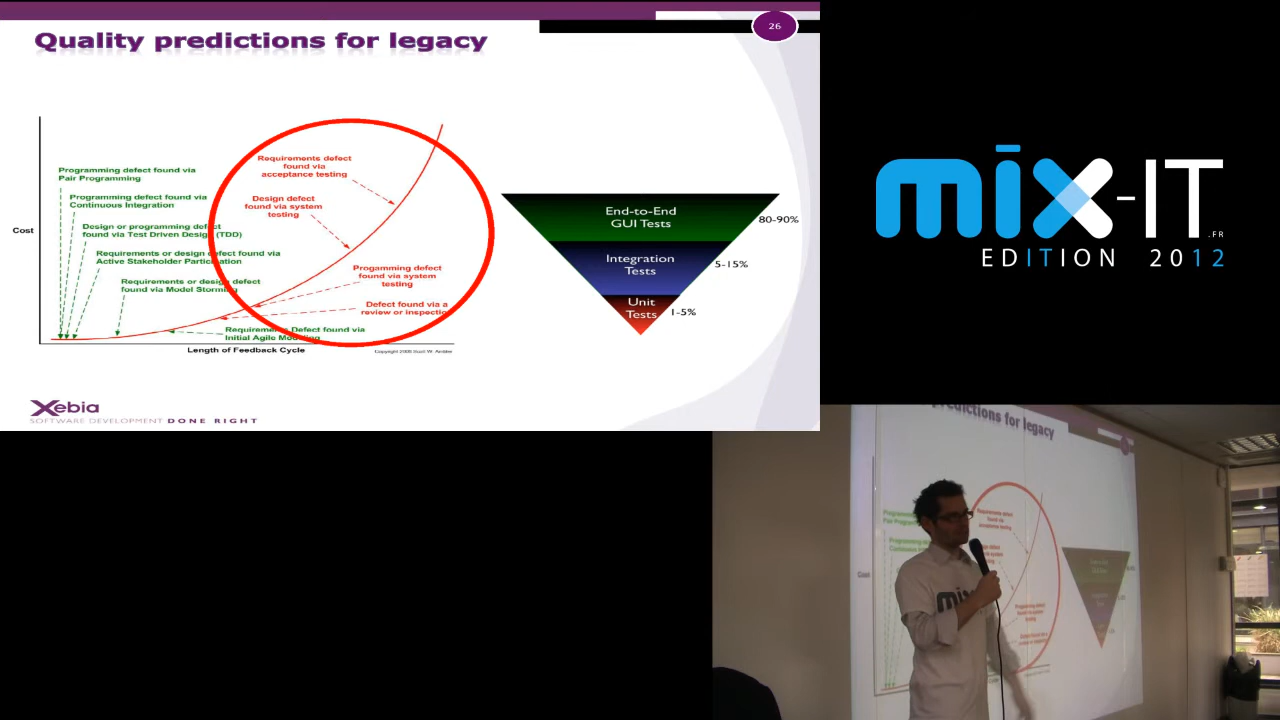 26
Quality predictions for legacy
Programming defect found via
Pair Programming
Programming defect found via
Continuous Integration
Design or programming defect
found via Test Driven Design (TDD)
Requirements or design defect found via
Active Stakeholder Participation
Requirements or design defect
found via Model Storming
Requirements Defect found via
Initial Agile Modeling
Requirements defect
found via
acceptance testing
Design defect
found via system
testing
Progamming defect
found via system
testing
Defect found via a
review or inspection
Cost
Length of Feedback Cycle
Copyright 2006 Scott W. Ambler
End-to-End
GUI Tests
80-90%
Integration
Tests
5-15%
Unit
Tests
1-5%
Xebia
SOFTWARE DEVELOPMENT DONE RIGHT
MIX-IT
.FR
EDITION 2012
predictions for legacy